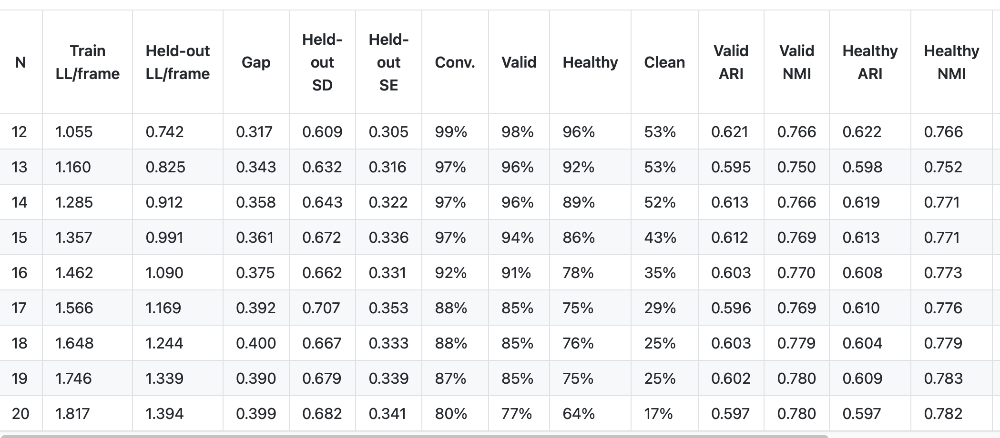 N | Train LL/frame | Held-out LL/frame | Gap | Held-out SD | Held-out SE | Conv. | Valid | Healthy | Clean | Valid ARI | Valid NMI | Healthy ARI | Healthy NMI
12 | 1.055 | 0.742 | 0.317 | 0.609 | 0.305 | 99% | 98% | 96% | 53% | 0.621 | 0.766 | 0.622 | 0.766
13 | 1.160 | 0.825 | 0.343 | 0.632 | 0.316 | 97% | 96% | 92% | 53% | 0.595 | 0.750 | 0.598 | 0.752
14 | 1.285 | 0.912 | 0.358 | 0.643 | 0.322 | 97% | 96% | 89% | 52% | 0.613 | 0.766 | 0.619 | 0.771
15 | 1.357 | 0.991 | 0.361 | 0.672 | 0.336 | 97% | 94% | 86% | 43% | 0.612 | 0.769 | 0.613 | 0.771
16 | 1.462 | 1.090 | 0.375 | 0.662 | 0.331 | 92% | 91% | 78% | 35% | 0.603 | 0.770 | 0.608 | 0.773
17 | 1.566 | 1.169 | 0.392 | 0.707 | 0.353 | 88% | 85% | 75% | 29% | 0.596 | 0.769 | 0.610 | 0.776
18 | 1.648 | 1.244 | 0.400 | 0.667 | 0.333 | 88% | 85% | 76% | 25% | 0.603 | 0.779 | 0.604 | 0.779
19 | 1.746 | 1.339 | 0.390 | 0.679 | 0.339 | 87% | 85% | 75% | 25% | 0.602 | 0.780 | 0.609 | 0.783
20 | 1.817 | 1.394 | 0.399 | 0.682 | 0.341 | 80% | 77% | 64% | 17% | 0.597 | 0.780 | 0.597 | 0.782